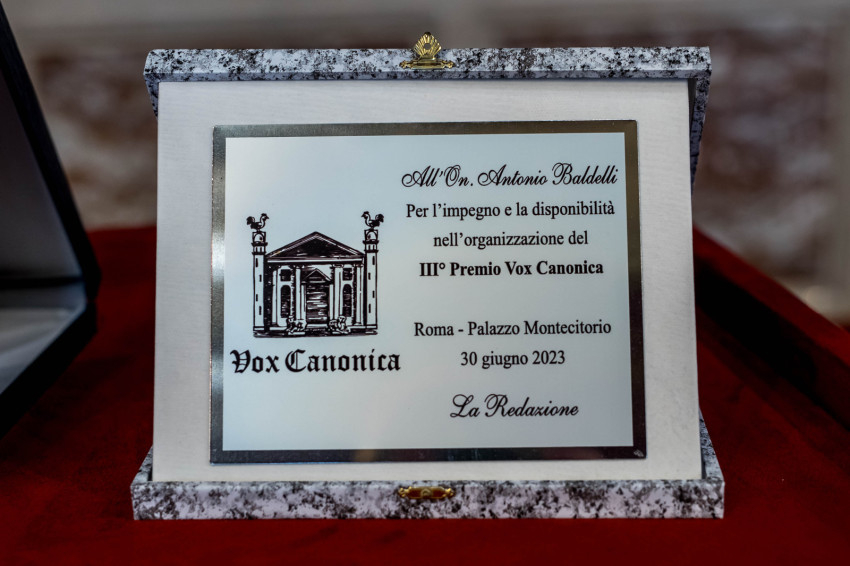 All'On. Antonio Baldelli
Per l'impegno e la disponibilità
nell'organizzazione del
III° Premio Vox Canonica
Roma - Palazzo Montecitorio
30 giugno 2023
La Redazione
Vox Canonica